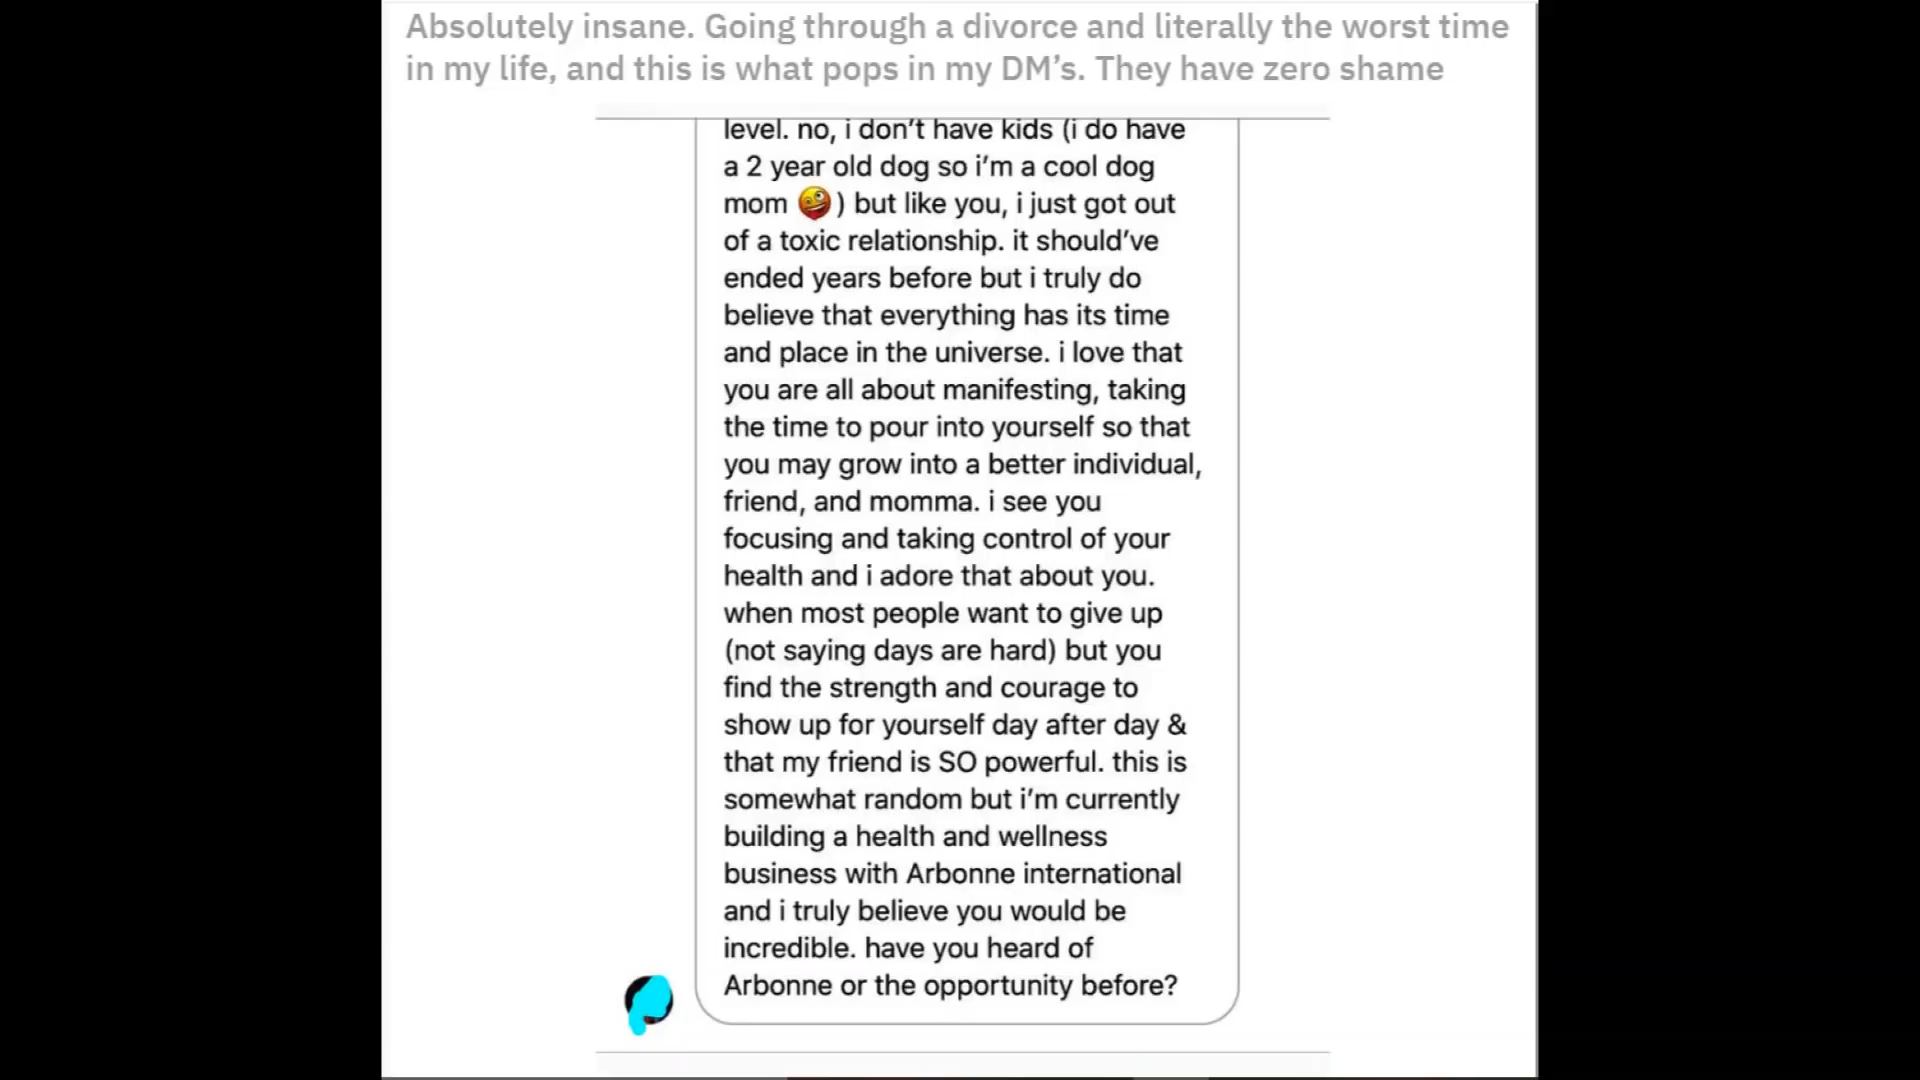 Absolutely insane. Going through a divorce and literally the worst time
in my life, and this is what pops in my DM's. They have zero shame
level. no, i don't have kids (i do have
a 2 year old dog so i'm a cool dog
mom 🤪) but like you, i just got out
of a toxic relationship. it should've
ended years before but i truly do
believe that everything has its time
and place in the universe. i love that
you are all about manifesting, taking
the time to pour into yourself so that
you may grow into a better individual,
friend, and momma. i see you
focusing and taking control of your
health and i adore that about you.
when most people want to give up
(not saying days are hard) but you
find the strength and courage to
show up for yourself day after day &
that my friend is SO powerful. this is
somewhat random but i'm currently
building a health and wellness
business with Arbonne international
and i truly believe you would be
incredible. have you heard of
Arbonne or the opportunity before?